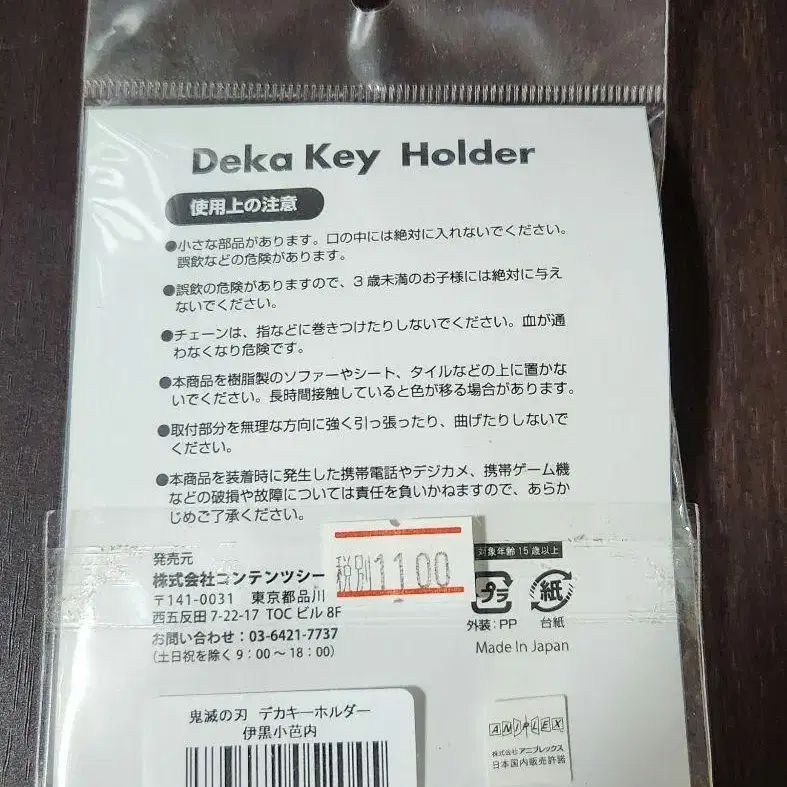 Deka Key Holder
使用上の注意
●小さな部品があります。口の中には絶対に入れないでください。
誤飲などの危険があります。
●誤飲の危険がありますので、3歳未満のお子様には絶対に与え
ないでください。
●チェーンは、指などに巻きつけたりしないでください。血が通
わなくなり危険です。
●本商品を樹脂製のソファーやシート、タイルなどの上に置かな
いでください。長時間接触していると色が移る場合があります。
●取付部分を無理な方向に強く引っ張ったり、曲げたりしないで
ください。
●本商品を装着時に発生した携帯電話やデジカメ、携帯ゲーム機
などの破損や故障については責任を負いかねますので、あらか
じめご了承ください。
発売元
株式会社コンテンツシー
〒141-0031 東京都品川
西五反田7-22-17 TOCビル8F
お問い合わせ：03-6421-7737
（土日祝を除く9：00～18：00）
税別1100
対象年齢15歳以上
プラ
紙
外装：PP
台紙
Made In Japan
鬼滅の刃 デカキーホルダー
伊黒小芭内
ANIPLEX
株式会社アニプレックス
日本国内販売許諾